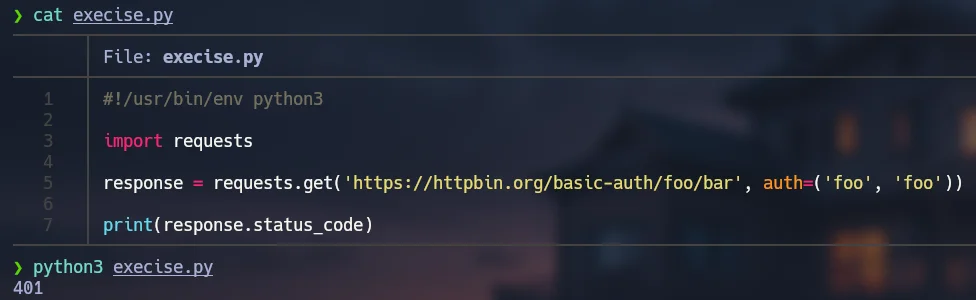 ❯ cat execise.py
File: execise.py
1 #!/usr/bin/env python3
2
3 import requests
4
5 response = requests.get('https://httpbin.org/basic-auth/foo/bar', auth=('foo', 'foo'))
6
7 print(response.status_code)
❯ python3 execise.py
401